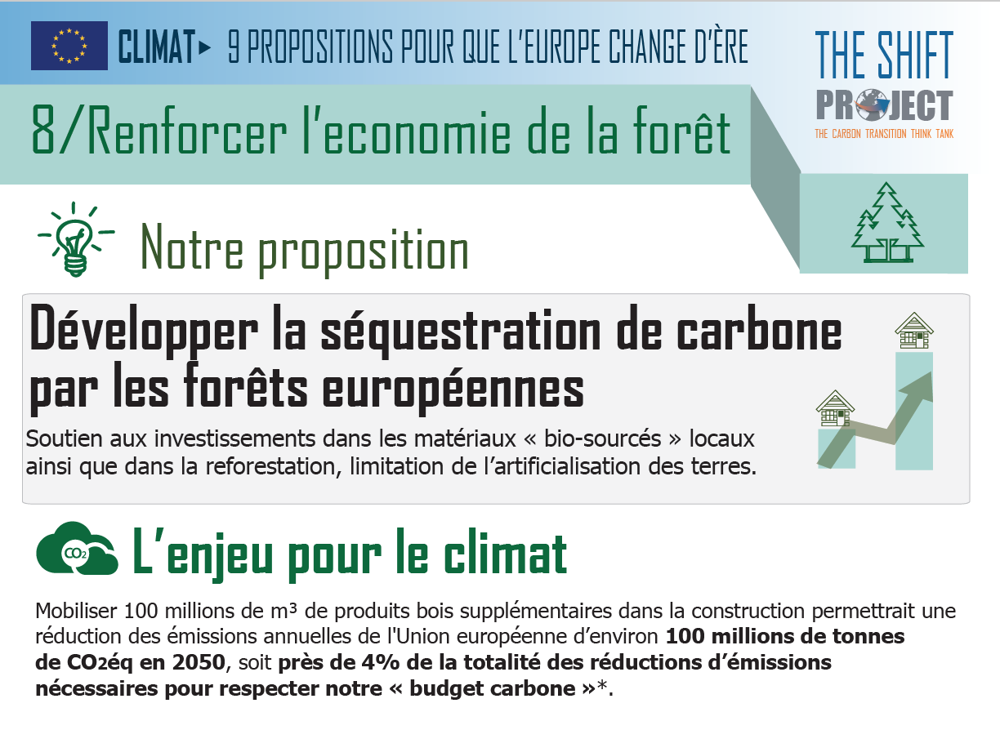 CLIMAT▸ 9 PROPOSITIONS POUR QUE L'EUROPE CHANGE D'ÈRE
THE SHIFT
PROJECT
THE CARBON TRANSITION THINK TANK
8/Renforcer l'economie de la forêt
Notre proposition
Développer la séquestration de carbone
par les forêts européennes
Soutien aux investissements dans les matériaux « bio-sourcés » locaux
ainsi que dans la reforestation, limitation de l’artificialisation des terres.
CO2
L'enjeu pour le climat
Mobiliser 100 millions de m³ de produits bois supplémentaires dans la construction permettrait une
réduction des émissions annuelles de l'Union européenne d’environ 100 millions de tonnes
de CO2éq en 2050, soit près de 4% de la totalité des réductions d’émissions
nécessaires pour respecter notre « budget carbone »*.